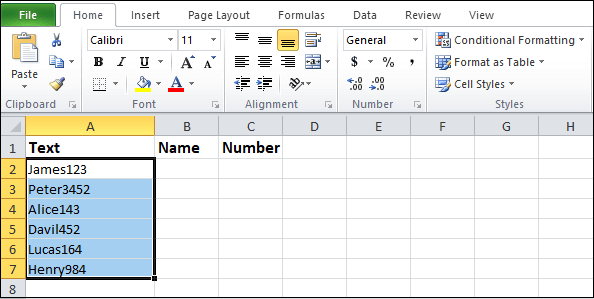 File Home Insert Page Layout Formulas Data Review View
Calibri 11 General Conditional Formatting
Paste B I U A A $ % , Format as Table
A .00 .0 Cell Styles
Clipboard Font Alignment Number Styles
A B C D E F G H
1 Text Name Number
2 James123
3 Peter3452
4 Alice143
5 Davil452
6 Lucas164
7 Henry984
8